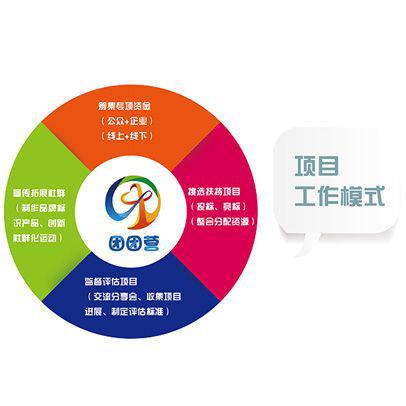 筹集专项资金
（公众+企业）
（线上+线下）
宣传拓展社群
（制作品牌标
识产品、创新
社群化运动）
挑选扶持项目
（投标、竞标）
（整合分配资源）
团团营
监督评估项目
（交流分享会、收集项目
进展、制定评估标准）
项目
工作模式